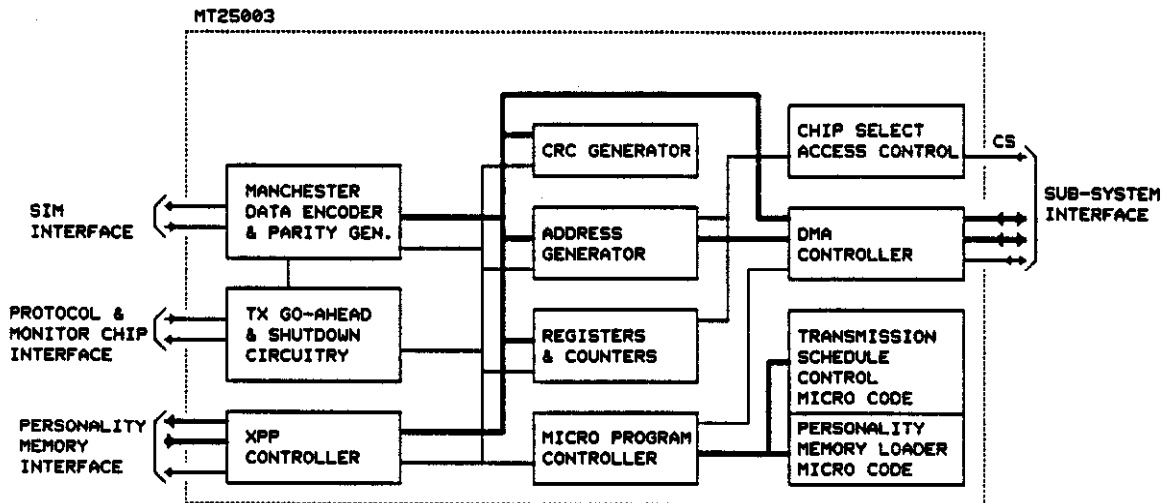 MT25003
CRC GENERATOR
CHIP SELECT
ACCESS CONTROL
CS
SIM
INTERFACE
MANCHESTER
DATA ENCODER
& PARITY GEN.
ADDRESS
GENERATOR
DMA
CONTROLLER
SUB-SYSTEM
INTERFACE
PROTOCOL &
MONITOR CHIP
INTERFACE
TX GO-AHEAD
& SHUTDOWN
CIRCUITRY
REGISTERS
& COUNTERS
TRANSMISSION
SCHEDULE
CONTROL
MICRO CODE
PERSONALITY
MEMORY
INTERFACE
XPP
CONTROLLER
MICRO PROGRAM
CONTROLLER
PERSONALITY
MEMORY LOADER
MICRO CODE